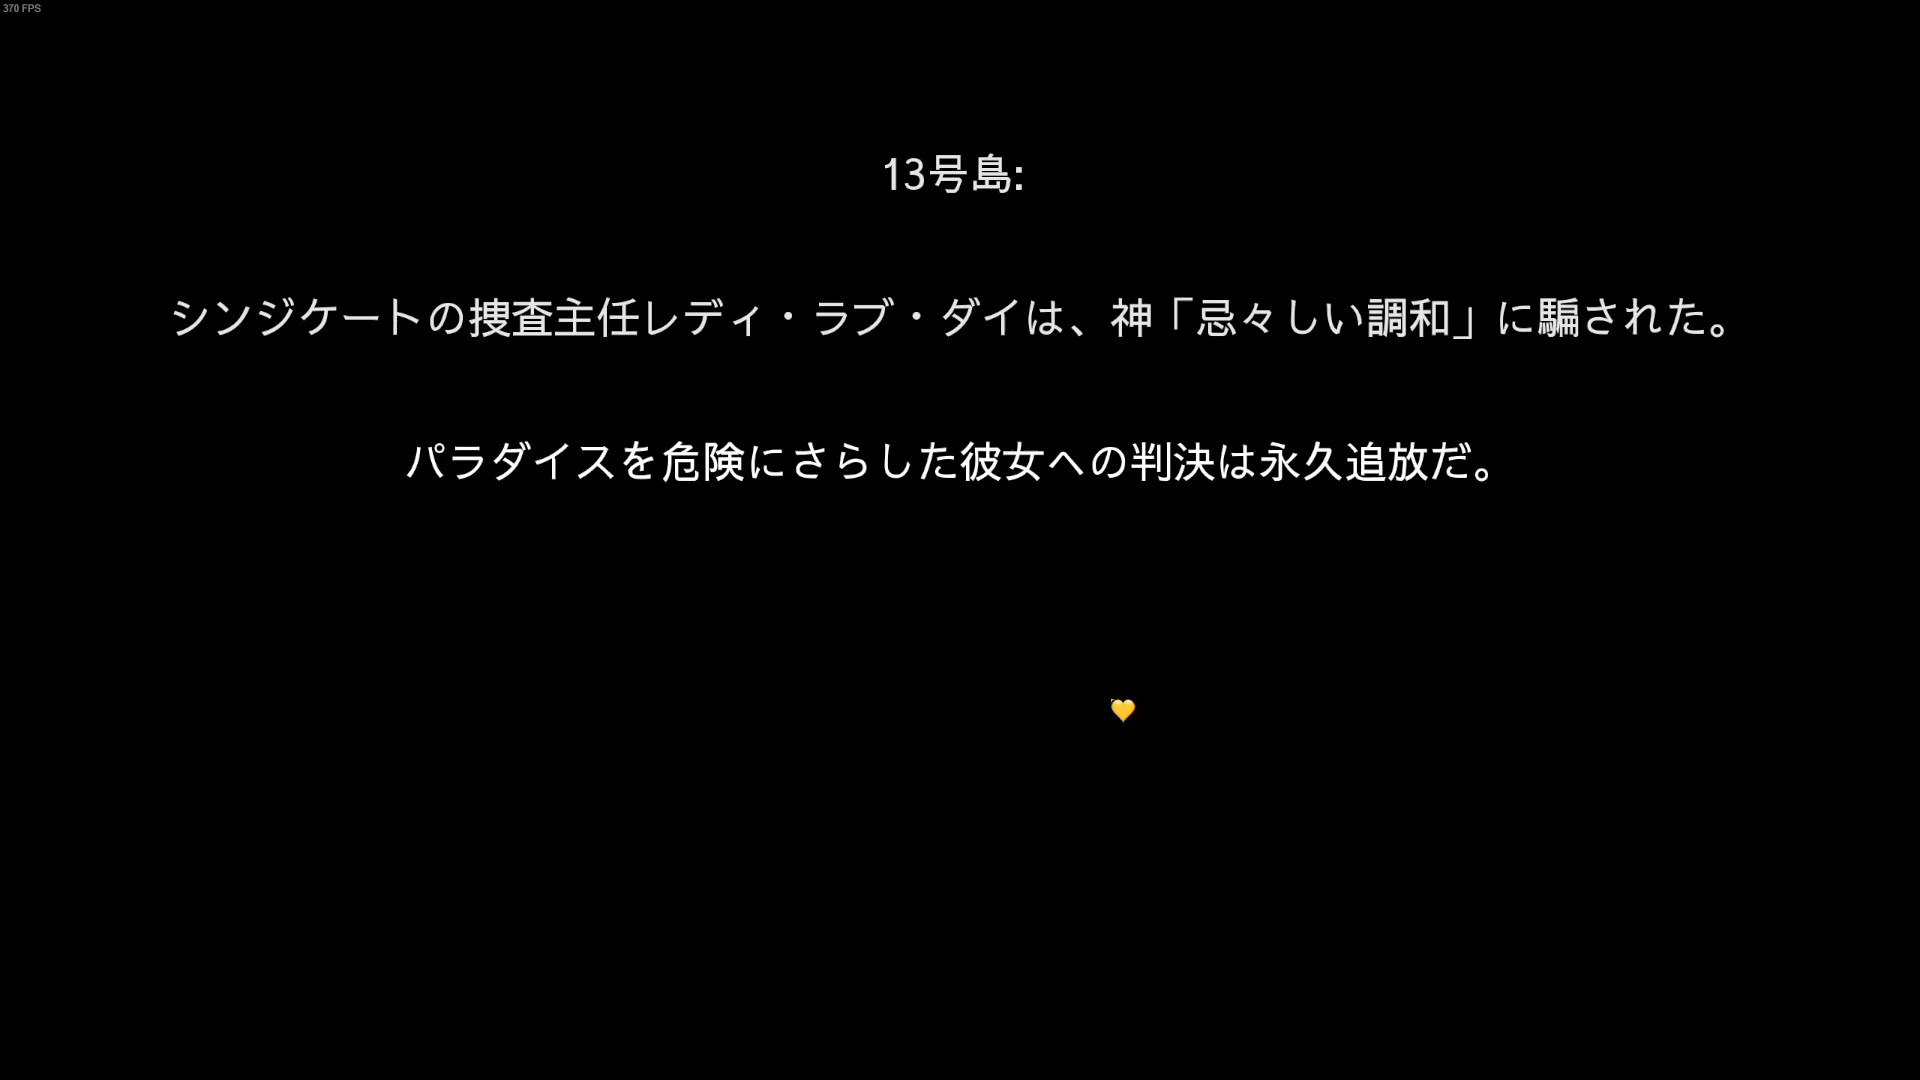 370 FPS
13号島:
シンジケートの捜査主任レディ・ラブ・ダイは、神「忌々しい調和」に騙された。
パラダイスを危険にさらした彼女への判決は永久追放だ。